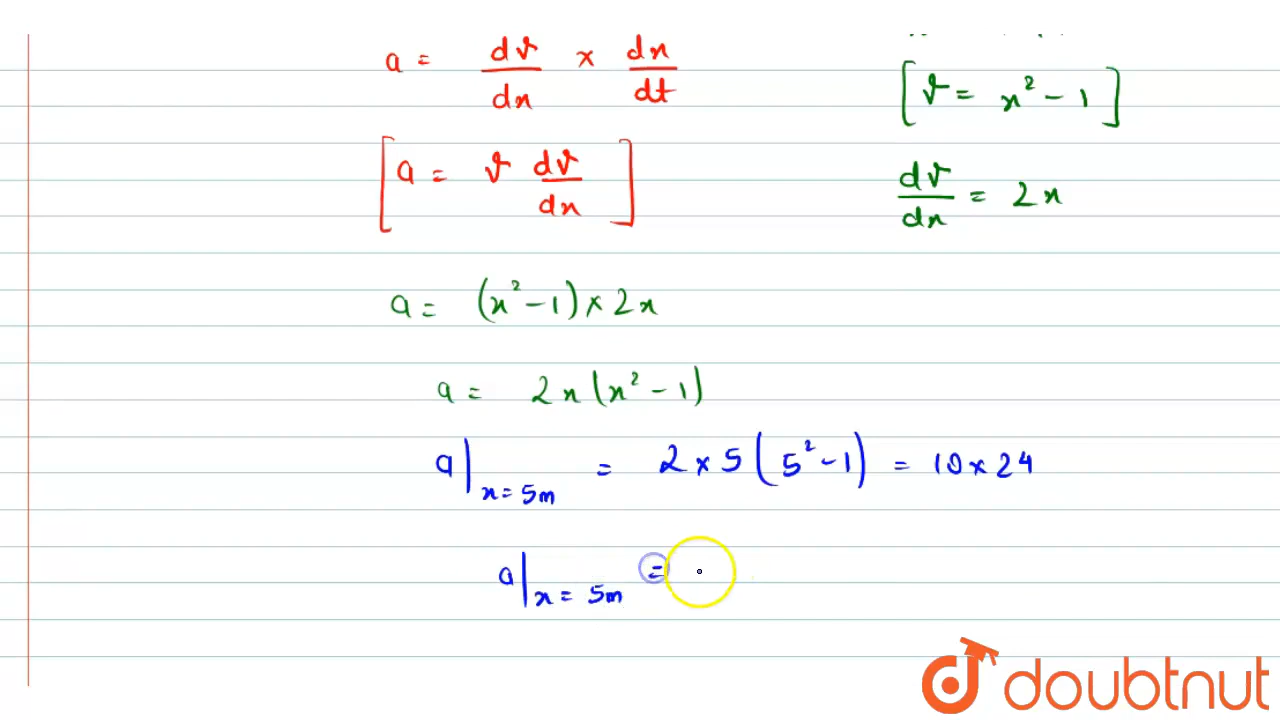 a = dv/dx × dx/dt
[v = x² - 1]
[a = v dv/dx]
dv/dx = 2x
a = (x² - 1) × 2x
a = 2x(x² - 1)
a|x = 5m = 2 × 5(5² - 1) = 10 × 24
a|x = 5m =
doubtnut